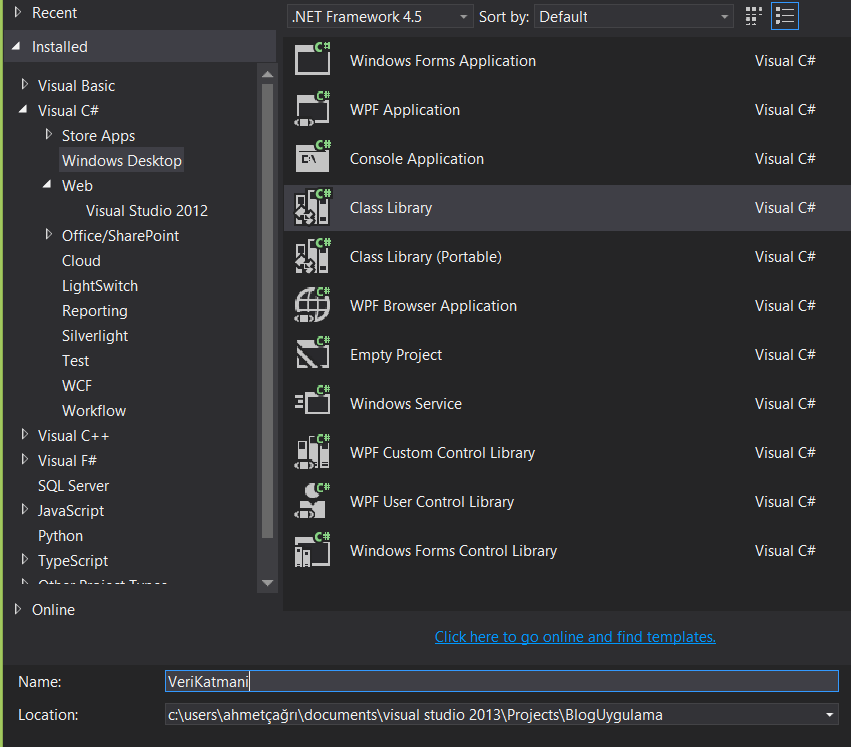 Recent
.NET Framework 4.5 Sort by: Default
Installed
Visual Basic
Visual C#
Store Apps
Windows Desktop
Web
Visual Studio 2012
Office/SharePoint
Cloud
LightSwitch
Reporting
Silverlight
Test
WCF
Workflow
Visual C++
Visual F#
SQL Server
JavaScript
Python
TypeScript
Other Project Types
Online
C# Windows Forms Application Visual C#
C# WPF Application Visual C#
C# C:\ Console Application Visual C#
C# Class Library Visual C#
C# Class Library (Portable) Visual C#
C# WPF Browser Application Visual C#
C# Empty Project Visual C#
C# Windows Service Visual C#
C# WPF Custom Control Library Visual C#
C# WPF User Control Library Visual C#
C# Windows Forms Control Library Visual C#
Click here to go online and find templates.
Name: VeriKatmani
Location: c:\users\ahmetçağrı\documents\visual studio 2013\Projects\BlogUygulama